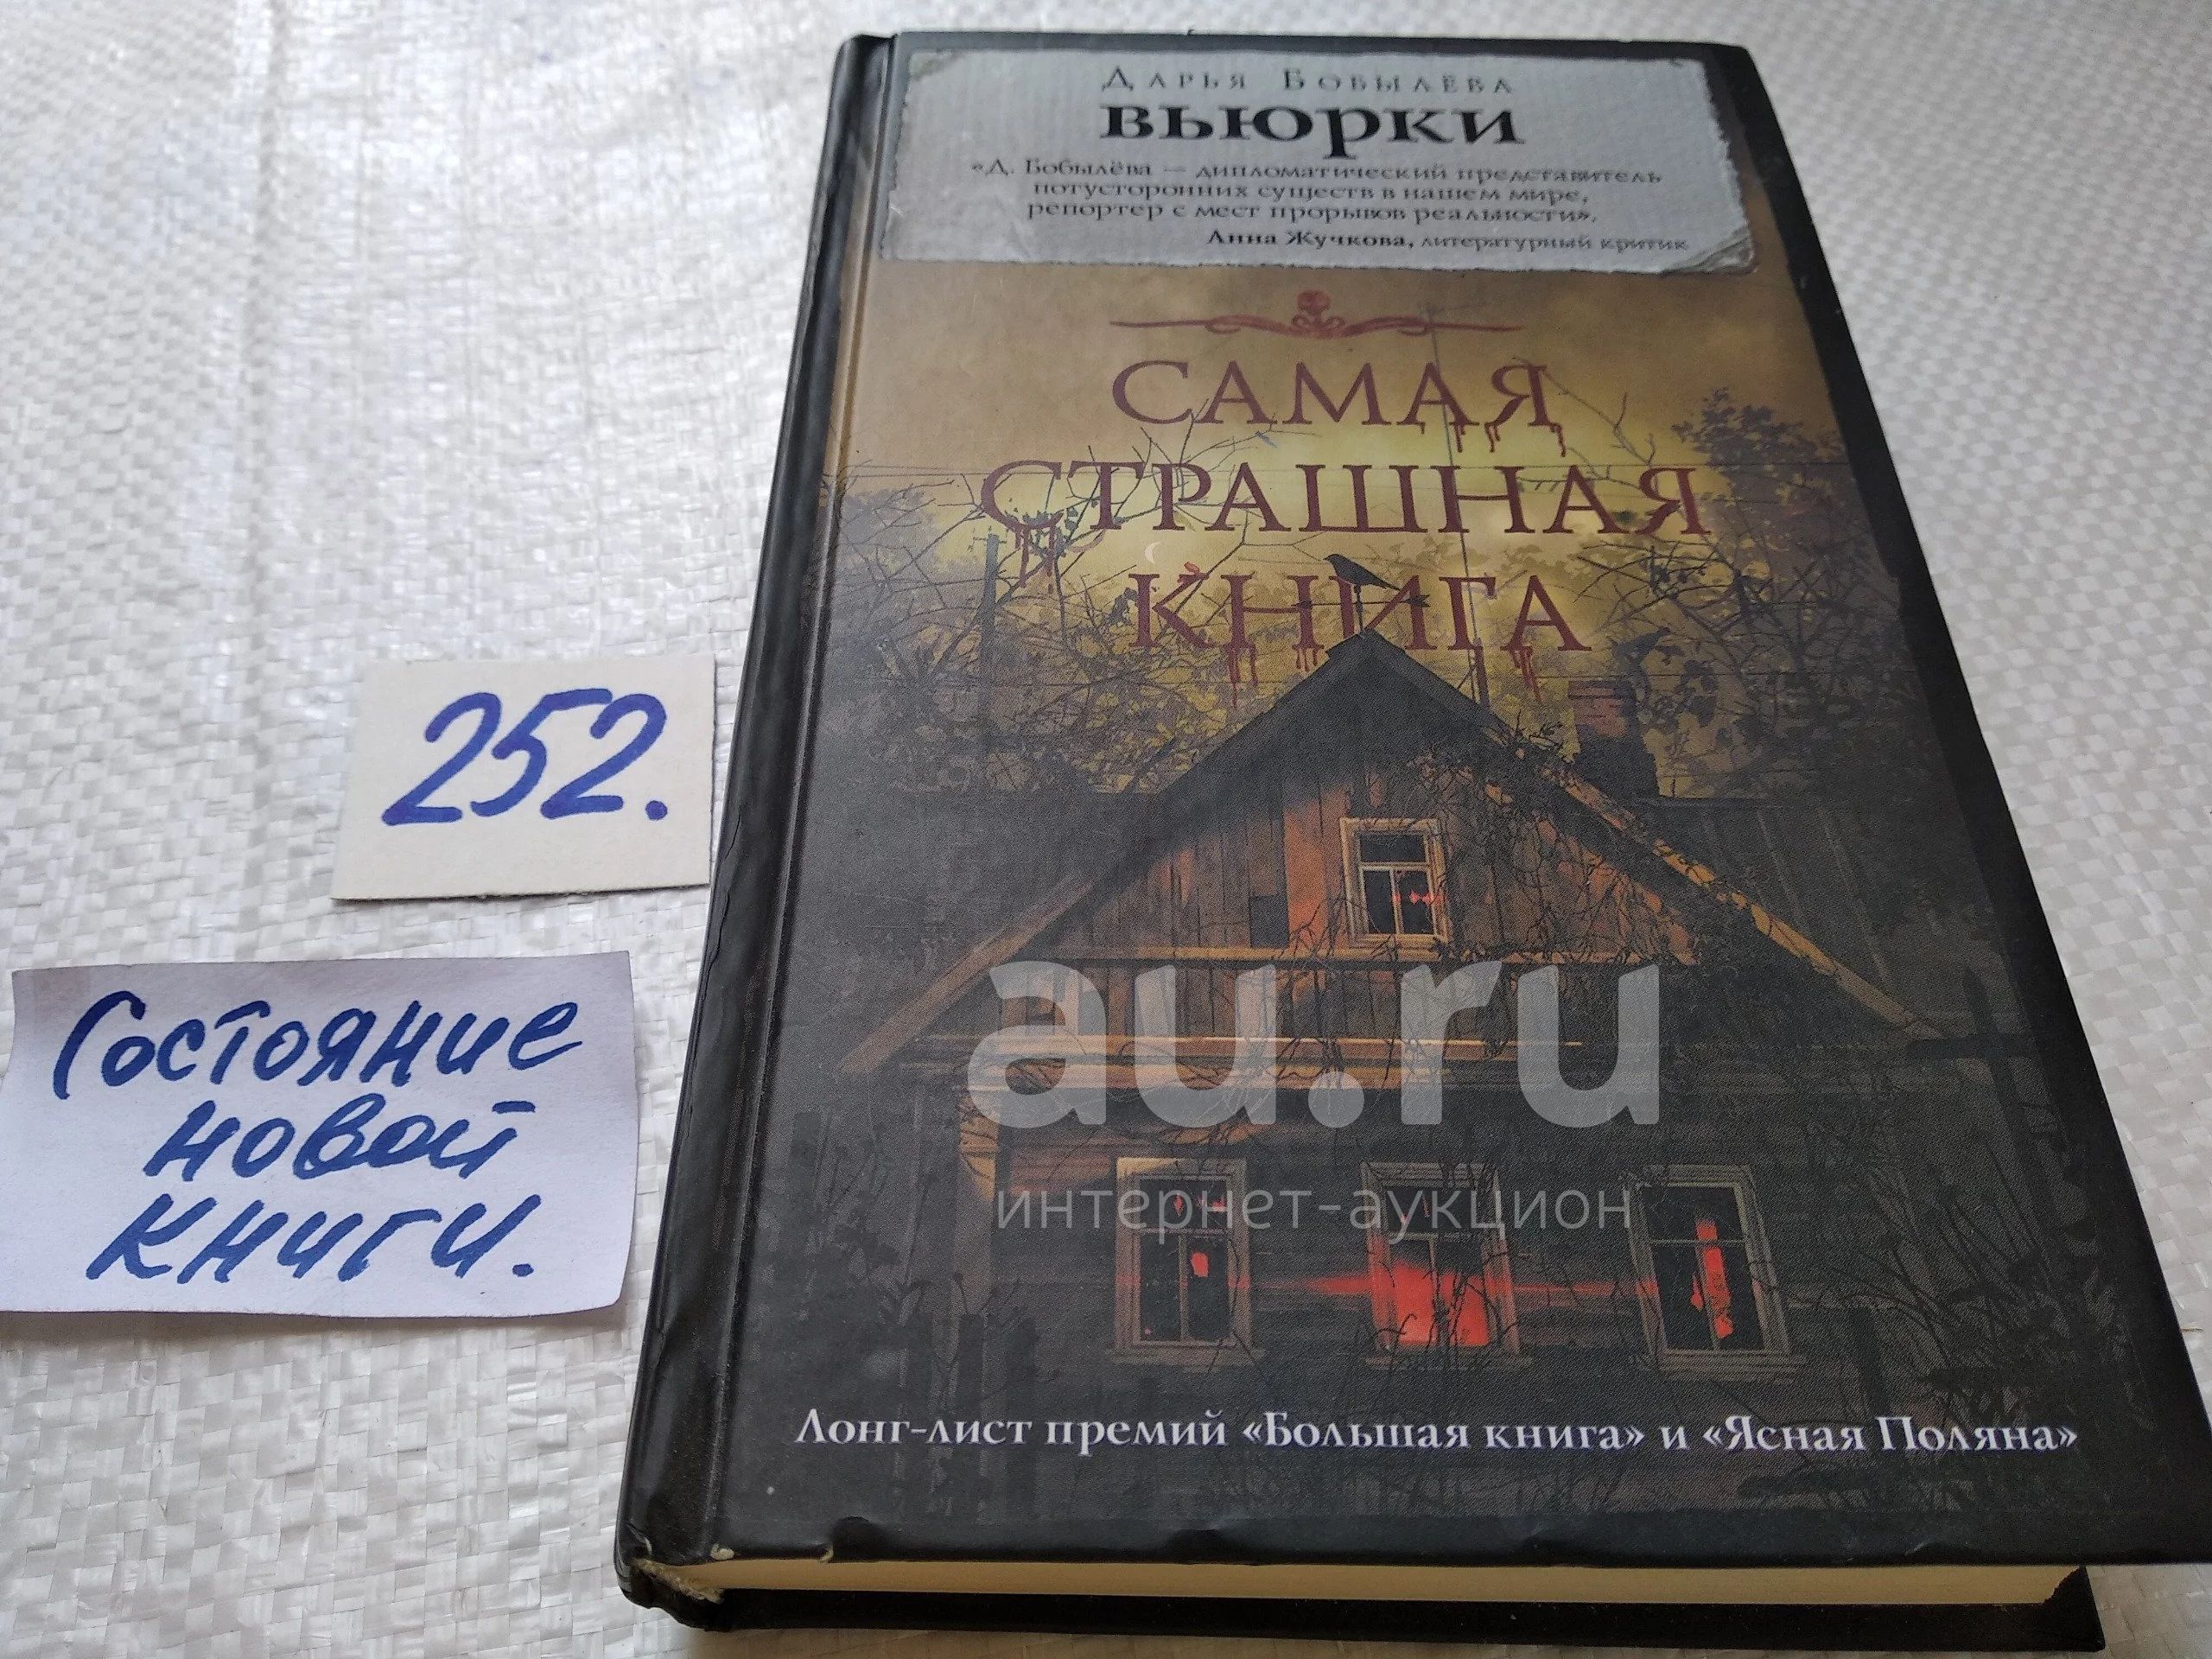 Дарья Бобылёва
вьюрки
«Д. Бобылёва — дипломатический представитель
потусторонних существ в нашем мире,
репортер с мест прорывов реальности».
Анна Жучкова, литературный критик
САМАЯ
СТРАШНАЯ
КНИГА
252.
Состояние
новой
книги.
au.ru
интернет-аукцион
Лонг-лист премий «Большая книга» и «Ясная Поляна»